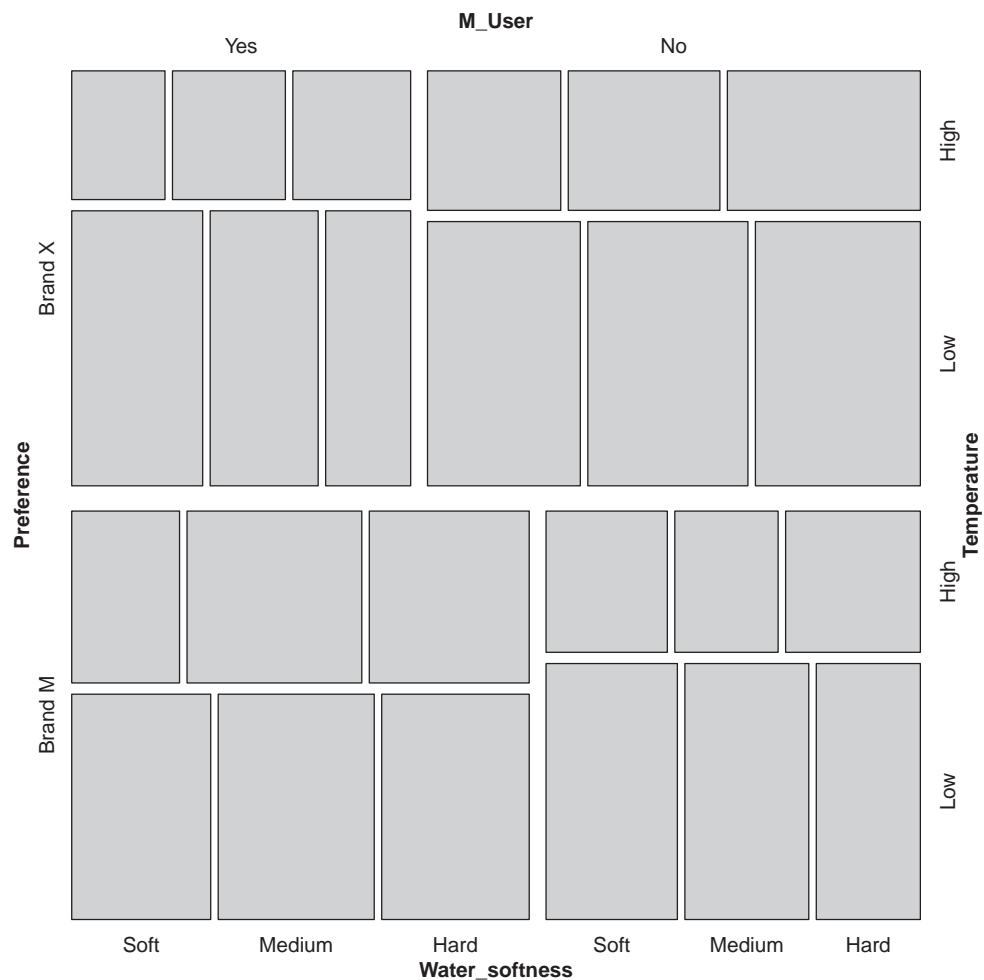 M_User
Yes No
High
Brand X
Low
Preference
Temperature
High
Brand M
Low
Soft Medium Hard Soft Medium Hard
Water_softness